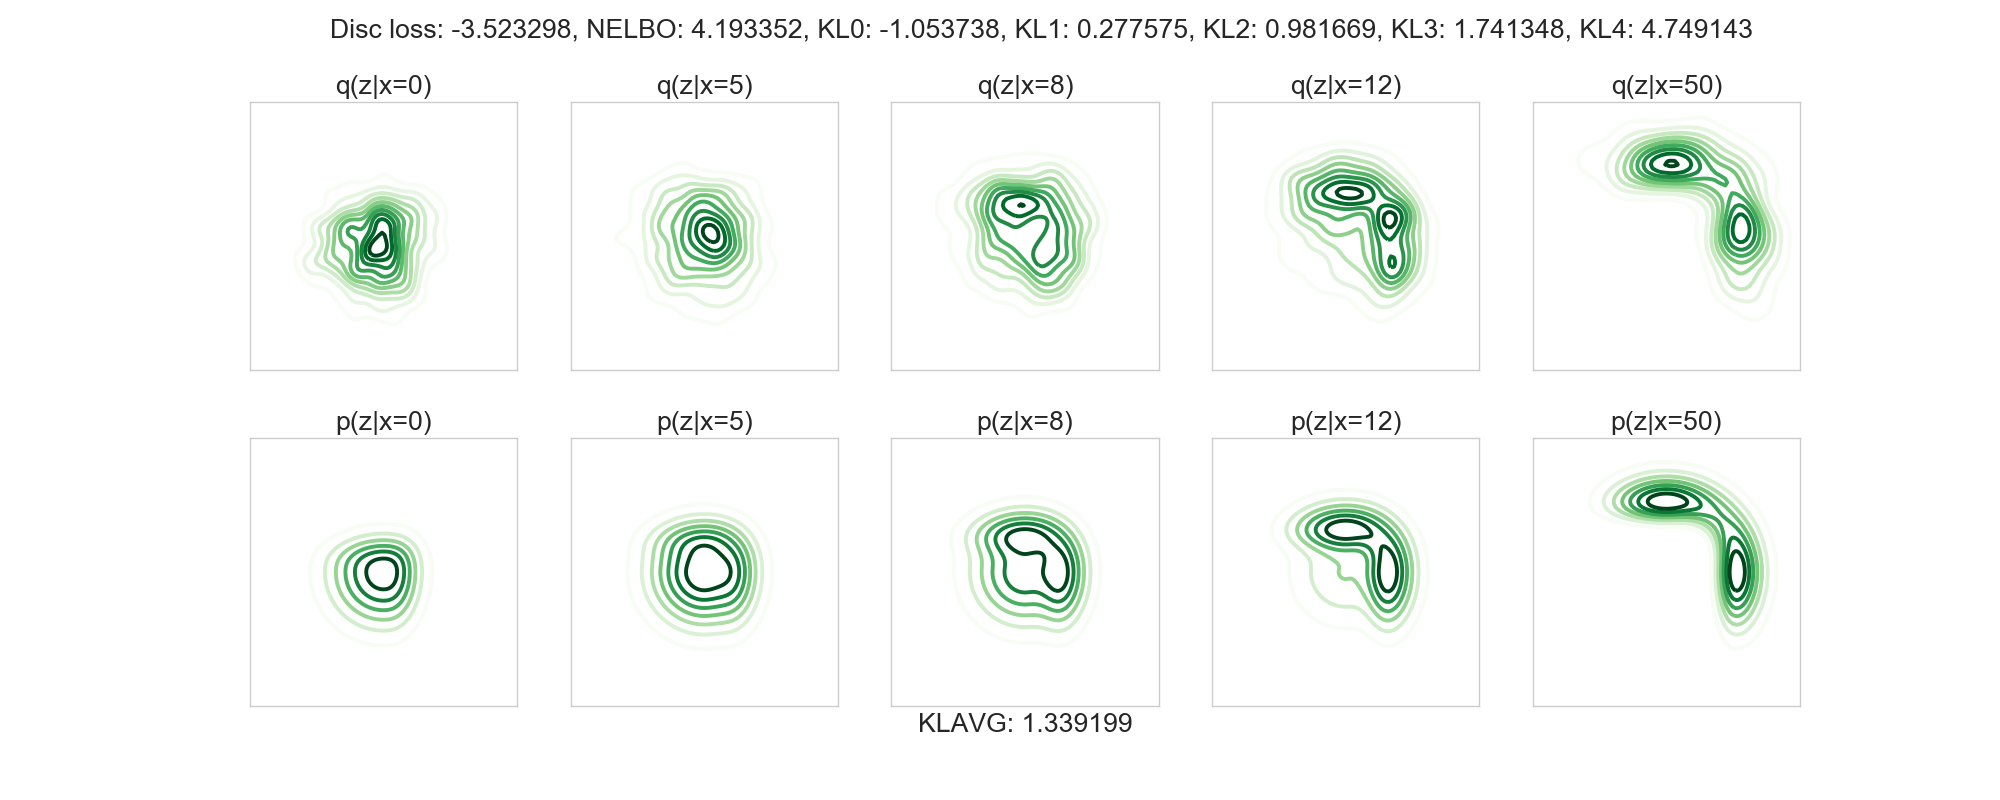 Disc loss: -3.523298, NELBO: 4.193352, KL0: -1.053738, KL1: 0.277575, KL2: 0.981669, KL3: 1.741348, KL4: 4.749143
q(z|x=0) q(z|x=5) q(z|x=8) q(z|x=12) q(z|x=50)
p(z|x=0) p(z|x=5) p(z|x=8) p(z|x=12) p(z|x=50)
KLAVG: 1.339199